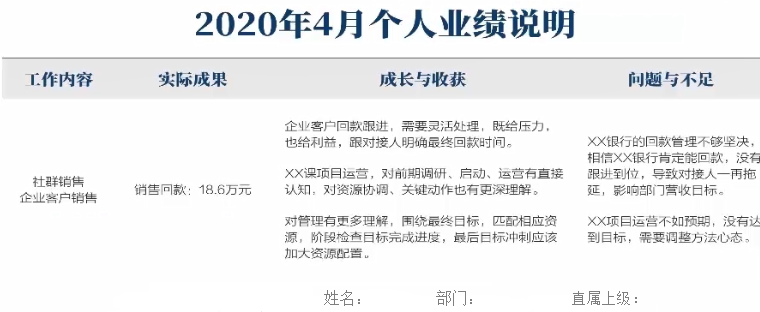 2020年4月个人业绩说明
工作内容 实际成果 成长与收获 问题与不足
社群销售
企业客户销售
销售回款：18.6万元
企业客户回款跟进，需要灵活处理，既给压力，
也给利益，跟对接人明确最终回款时间。
XX课项目运营，对前期调研、启动、运营有直接
认知，对资源协调、关键动作也有更深理解。
对管理有更多理解，围绕最终目标，匹配相应资
源，阶段检查目标完成进度，最后目标冲刺应该
加大资源配置。
XX银行的回款管理不够坚决，
相信XX银行肯定能回款，没有
跟进到位，导致对接人一再拖
延，影响部门营收目标。
XX项目运营不如预期，没有达
到目标，需要调整方法心态。
姓名： 部门： 直属上级：